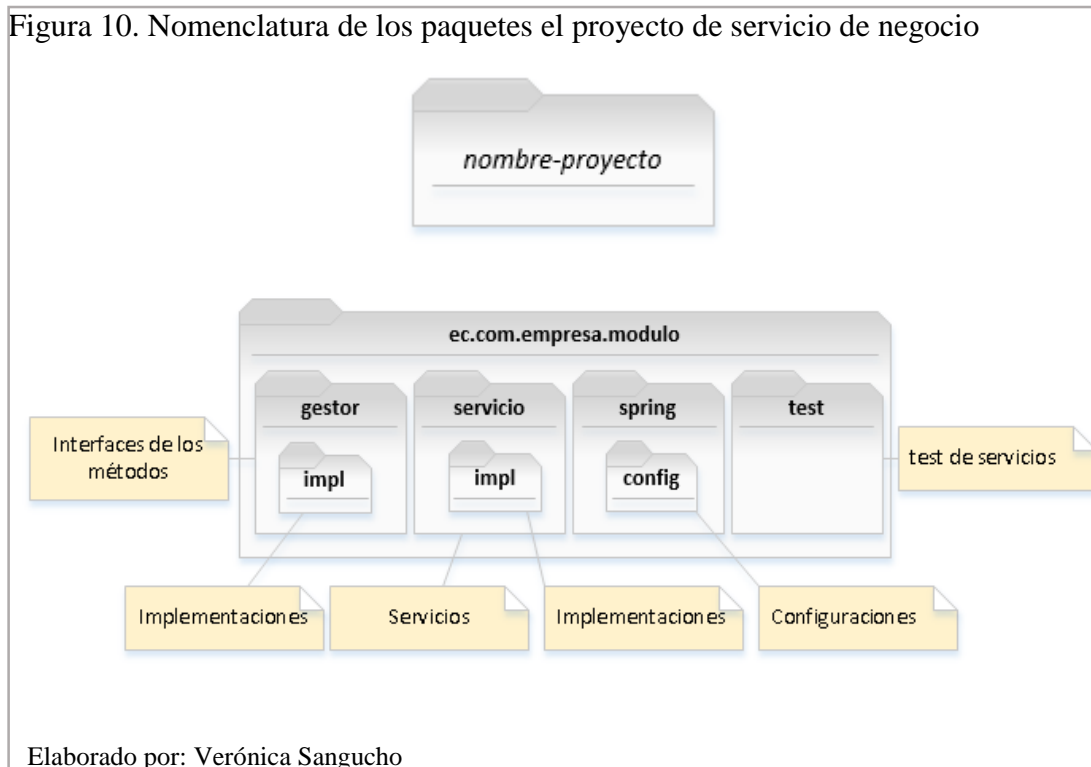 Figura 10. Nomenclatura de los paquetes el proyecto de servicio de negocio
nombre-proyecto
ec.com.empresa.modulo
gestor
servicio
spring
test
Interfaces de los
métodos
impl
impl
config
test de servicios
Implementaciones
Servicios
Implementaciones
Configuraciones
Elaborado por: Verónica Sangucho